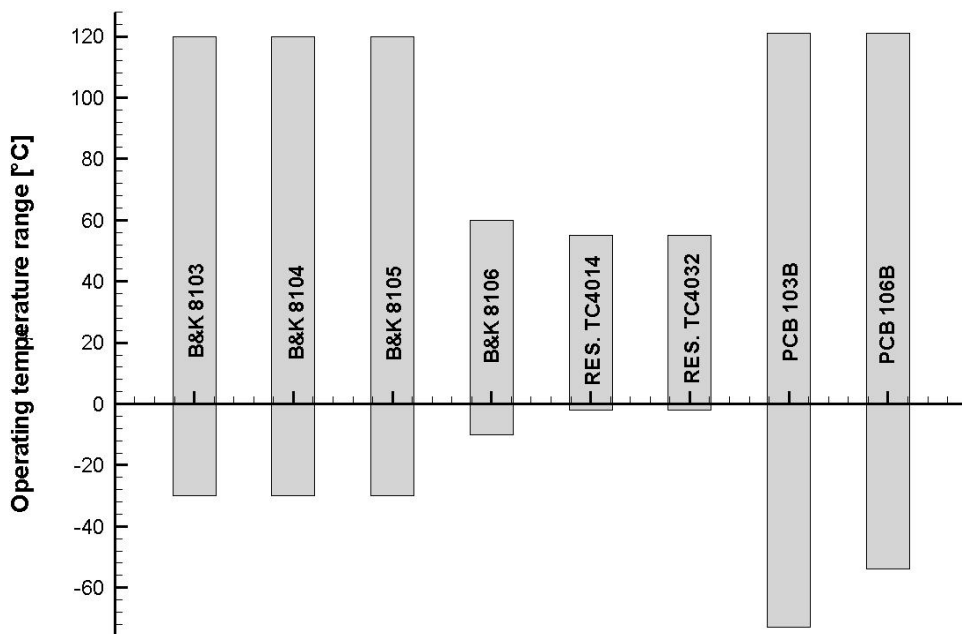 Operating temperature range [°C]
120
100
80
60
40
20
0
-20
-40
-60
B&K 8103
B&K 8104
B&K 8105
B&K 8106
RES. TC4014
RES. TC4032
PCB 103B
PCB 106B